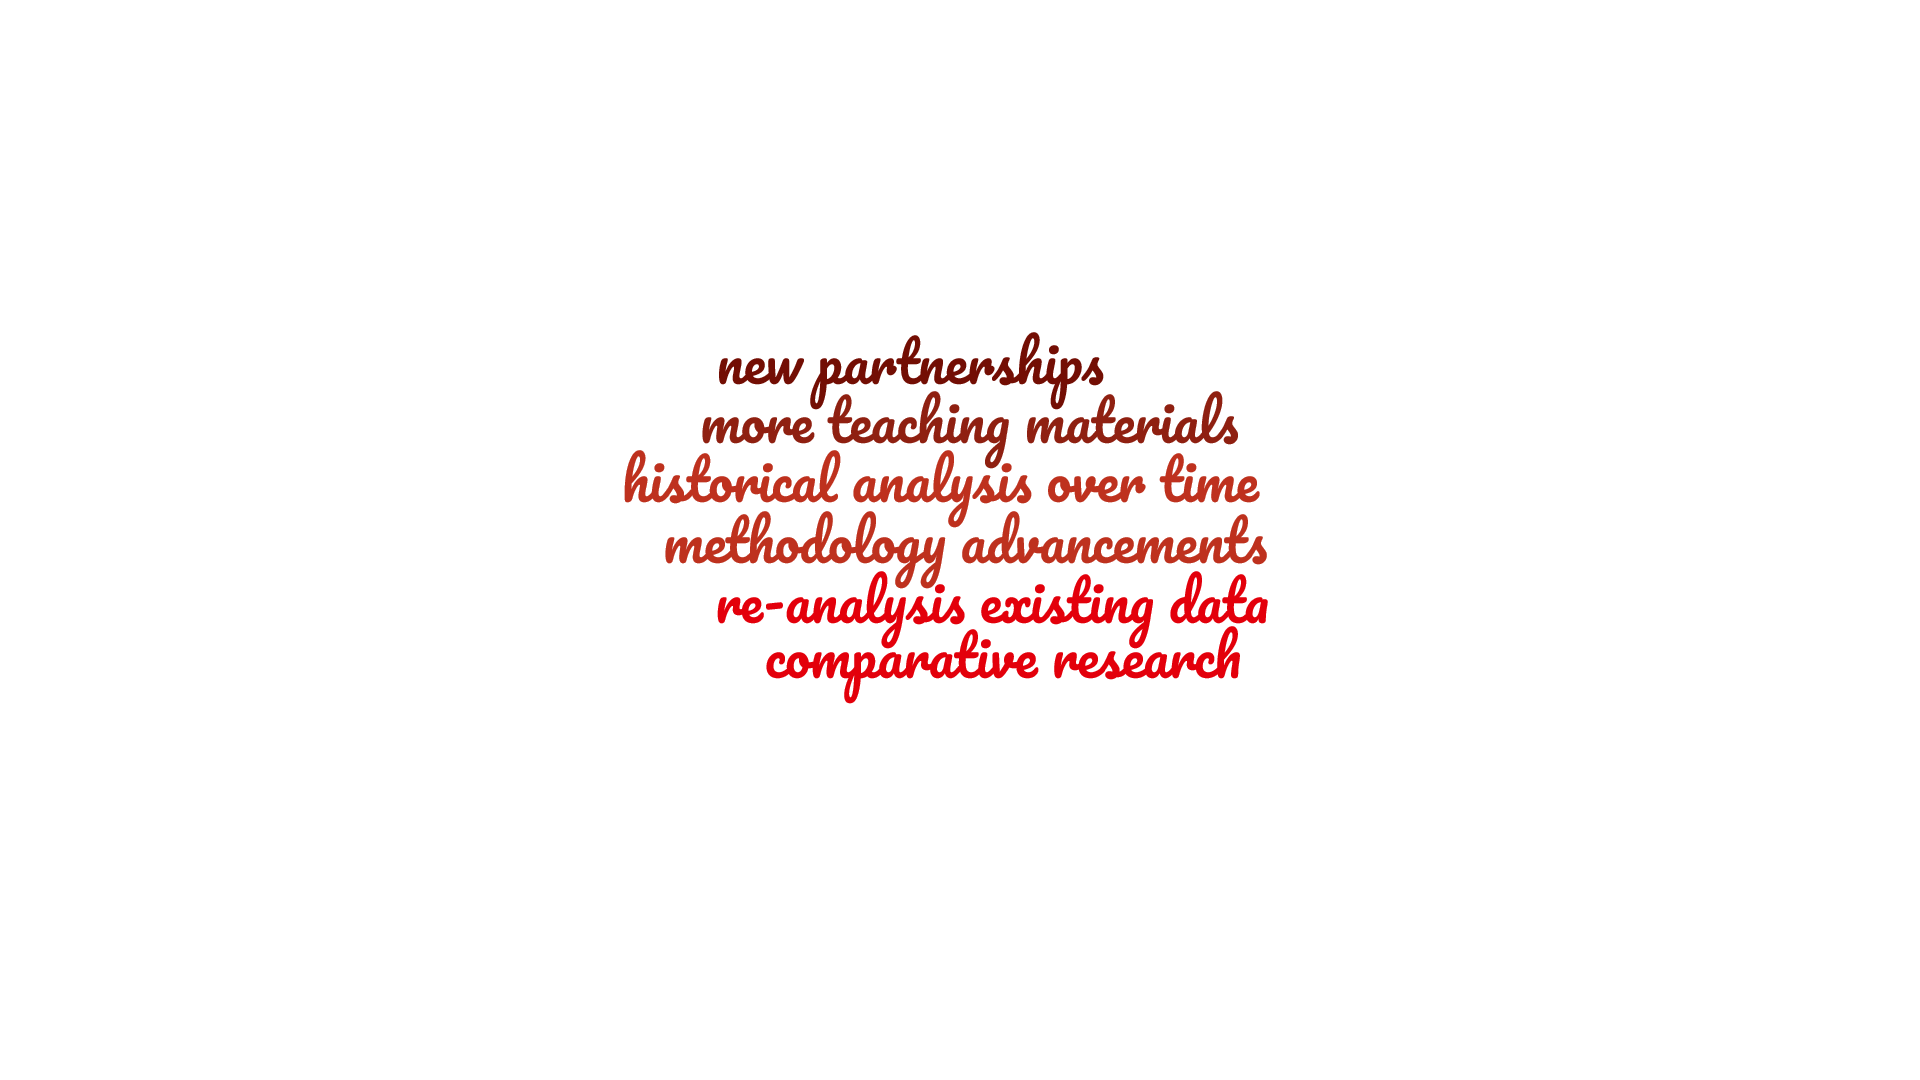 new partnerships
more teaching materials
historical analysis over time
methodology advancements
re-analysis existing data
comparative research